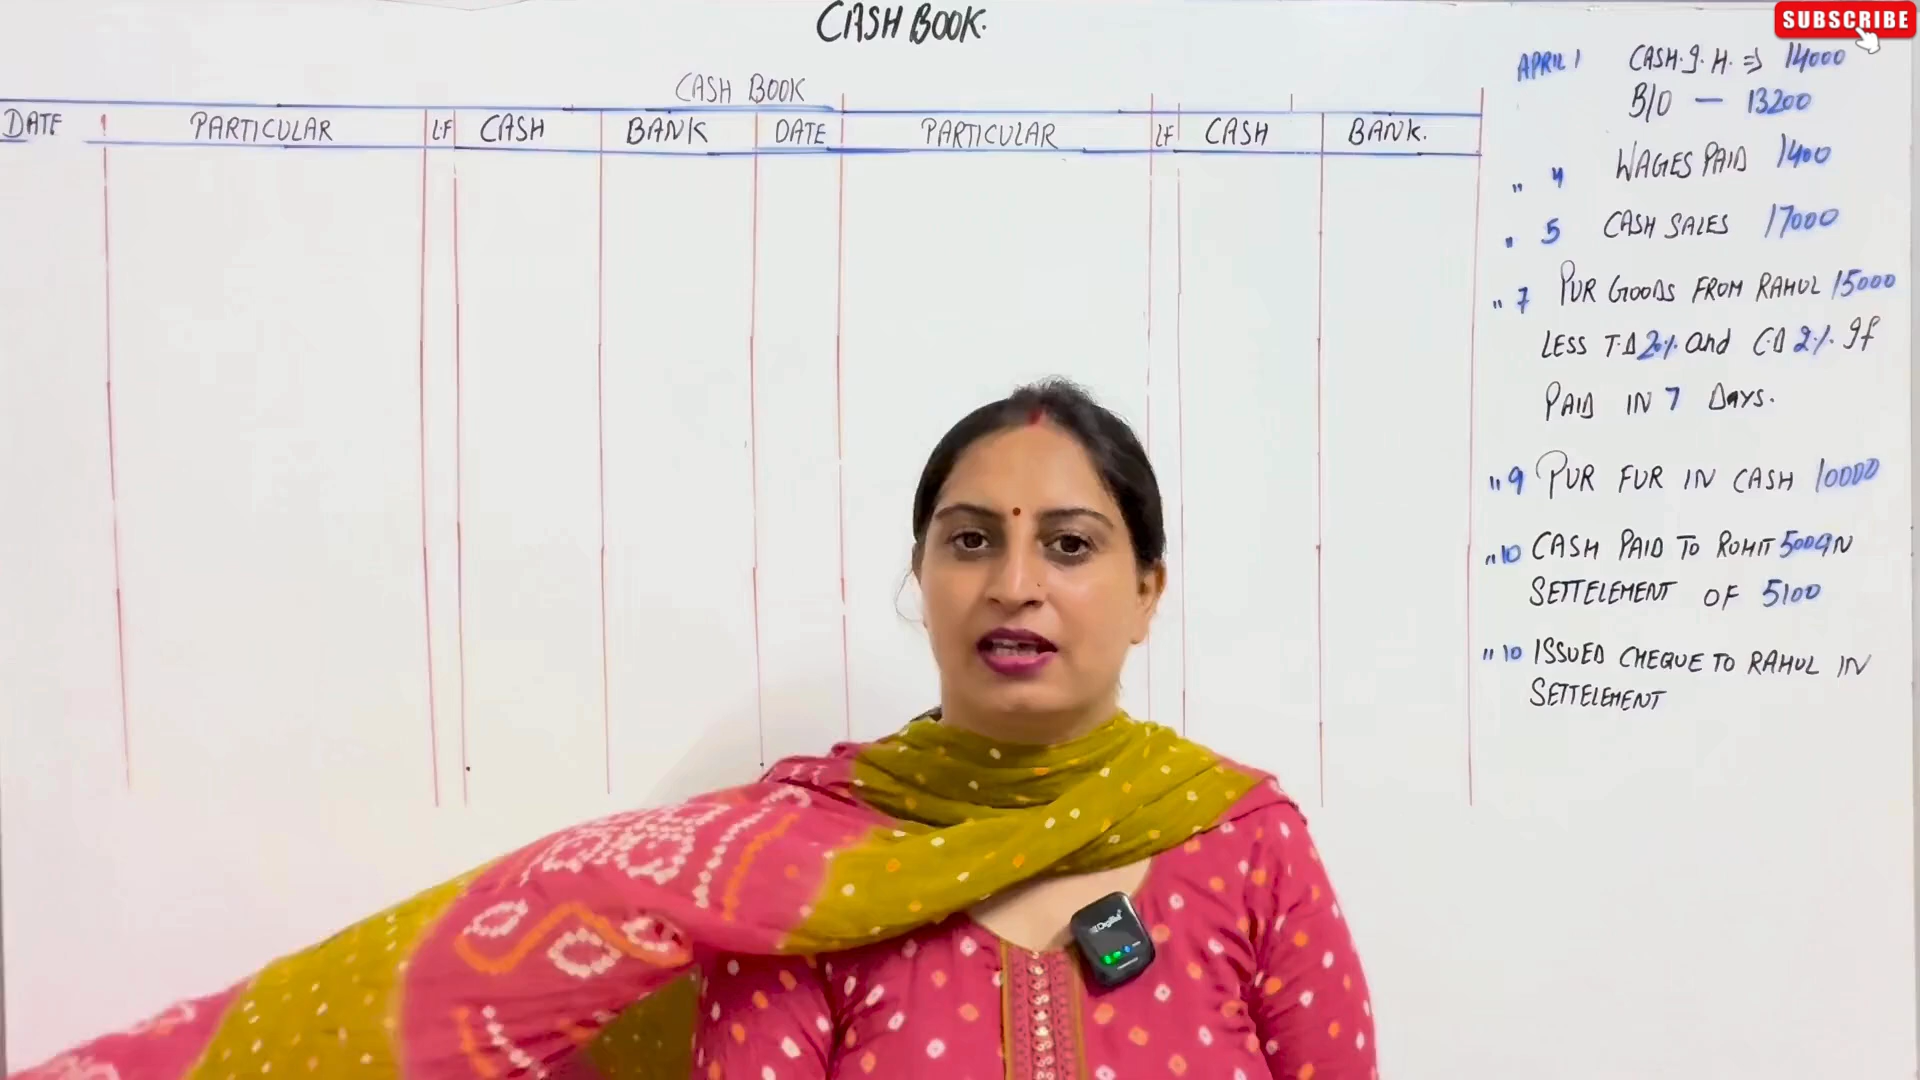 CASH BOOK.
SUBSCRIBE
CASH BOOK
DATE PARTICULAR L.F CASH BANK DATE PARTICULAR LF CASH BANK.
APRIL 1 CASH.I.H. => 14000
B/O — 13200
" 4 WAGES PAID 1400
" 5 CASH SALES 17000
" 7 PUR GOODS FROM RAHUL 15000
LESS T.D 20% and C.D 2%. If
PAID IN 7 DAYS.
" 9 PUR FUR IN CASH 10000
" 10 CASH PAID TO ROHIT 5000 IN
SETTELEMENT OF 5100
" 10 ISSUED CHEQUE TO RAHUL IN
SETTELEMENT